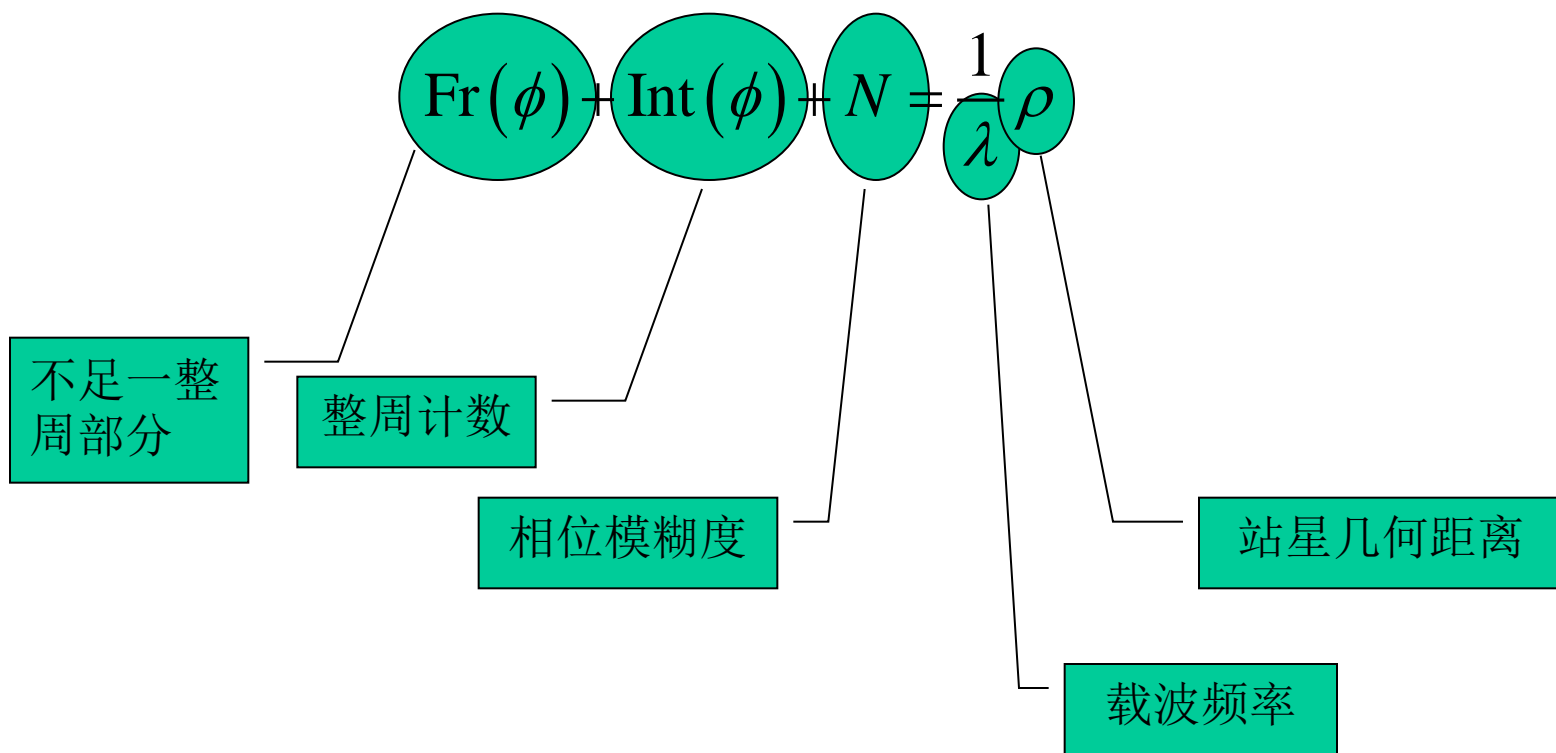 Fr(ϕ)+Int(ϕ)+N=\frac{1}{λ}ρ
不足一整
周部分
整周计数
相位模糊度
站星几何距离
载波频率